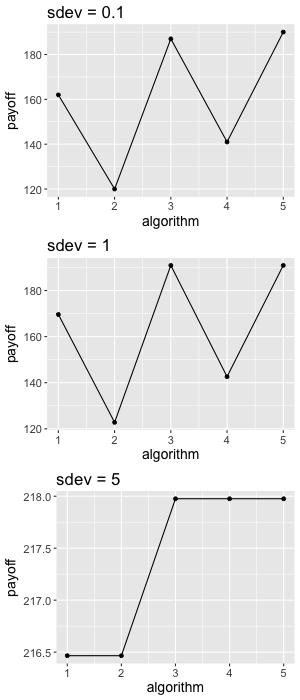 sdev = 0.1
payoff
180
160
140
120
1 2 3 4 5
algorithm
sdev = 1
payoff
180
160
140
120
1 2 3 4 5
algorithm
sdev = 5
payoff
218.0
217.5
217.0
216.5
1 2 3 4 5
algorithm